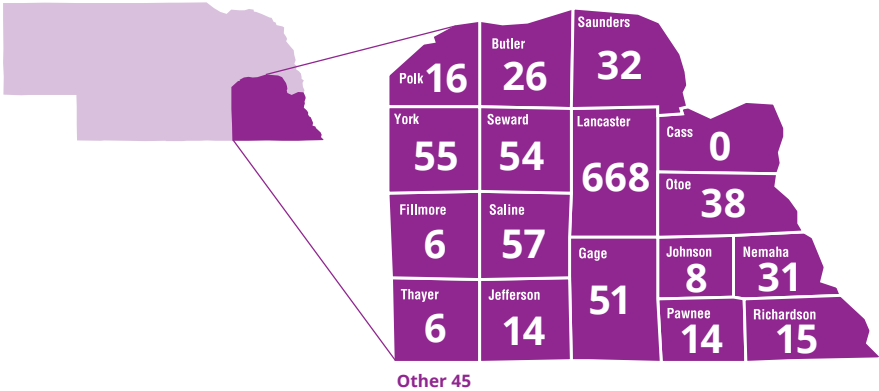 Polk 16
Butler
26
Saunders
32
York
55
Seward
54
Lancaster
668
Cass 0
Otoe
38
Fillmore
6
Saline
57
Gage
51
Johnson
8
Nemaha
31
Thayer
6
Jefferson
14
Pawnee
14
Richardson
15
Other 45